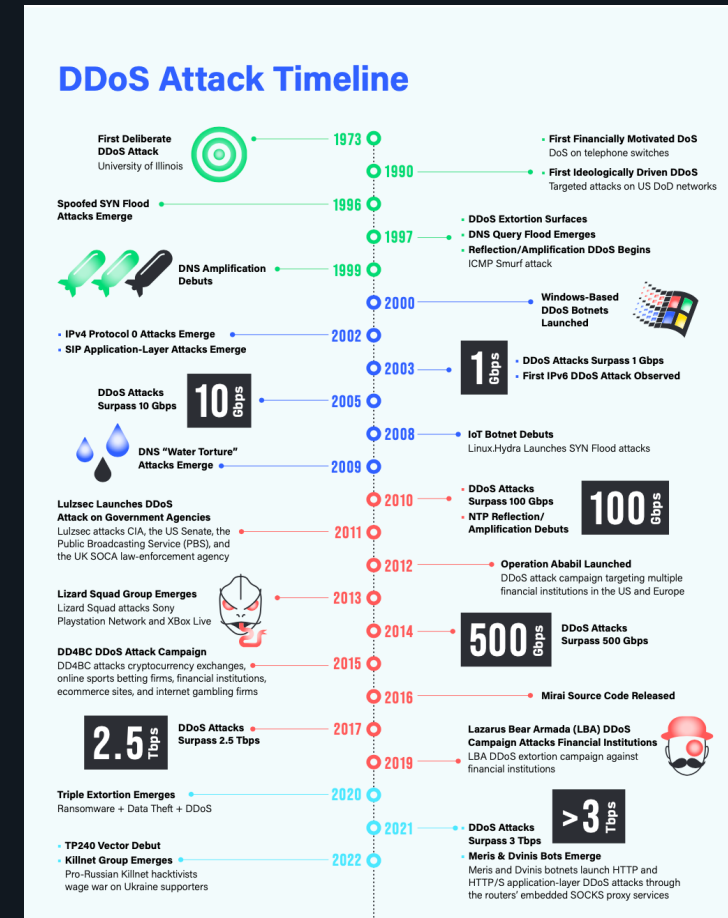 DDoS Attack Timeline
First Deliberate
DDoS Attack
University of Illinois
1973
1990
• First Financially Motivated DoS
DoS on telephone switches
• First Ideologically Driven DDoS
Targeted attacks on US DoD networks
Spoofed SYN Flood
Attacks Emerge
1996
1997
• DDoS Extortion Surfaces
• DNS Query Flood Emerges
• Reflection/Amplification DDoS Begins
ICMP Smurf attack
DNS Amplification
Debuts
1999
2000
Windows-Based
DDoS Botnets
Launched
• IPv4 Protocol 0 Attacks Emerge
• SIP Application-Layer Attacks Emerge
2002
2003
1 Gbps
• DDoS Attacks Surpass 1 Gbps
• First IPv6 DDoS Attack Observed
DDoS Attacks
Surpass 10 Gbps
10 Gbps
2005
2008
IoT Botnet Debuts
Linux.Hydra Launches SYN Flood attacks
DNS “Water Torture”
Attacks Emerge
2009
2010
• DDoS Attacks
Surpass 100 Gbps
• NTP Reflection/
Amplification Debuts
100 Gbps
Lulzsec Launches DDoS
Attack on Government Agencies
Lulzsec attacks CIA, the US Senate, the
Public Broadcasting Service (PBS), and
the UK SOCA law-enforcement agency
2011
2012
Operation Ababil Launched
DDoS attack campaign targeting multiple
financial institutions in the US and Europe
Lizard Squad Group Emerges
Lizard Squad attacks Sony
Playstation Network and XBox Live
2013
2014
500 Gbps
DDoS Attacks
Surpass 500 Gbps
DD4BC DDoS Attack Campaign
DD4BC attacks cryptocurrency exchanges,
online sports betting firms, financial institutions,
ecommerce sites, and internet gambling firms
2015
2016
Mirai Source Code Released
2.5 Tbps
DDoS Attacks
Surpass 2.5 Tbps
2017
2019
Lazarus Bear Armada (LBA) DDoS
Campaign Attacks Financial Institutions
LBA DDoS extortion campaign against
financial institutions
Triple Extortion Emerges
Ransomware + Data Theft + DDoS
2020
2021
• DDoS Attacks
Surpass 3 Tbps
>3 Tbps
• Meris & Dvinis Bots Emerge
Meris and Dvinis botnets launch HTTP and
HTTP/S application-layer DDoS attacks through
the routers’ embedded SOCKS proxy services
• TP240 Vector Debut
• Killnet Group Emerges
Pro-Russian Killnet hacktivists
wage war on Ukraine supporters
2022